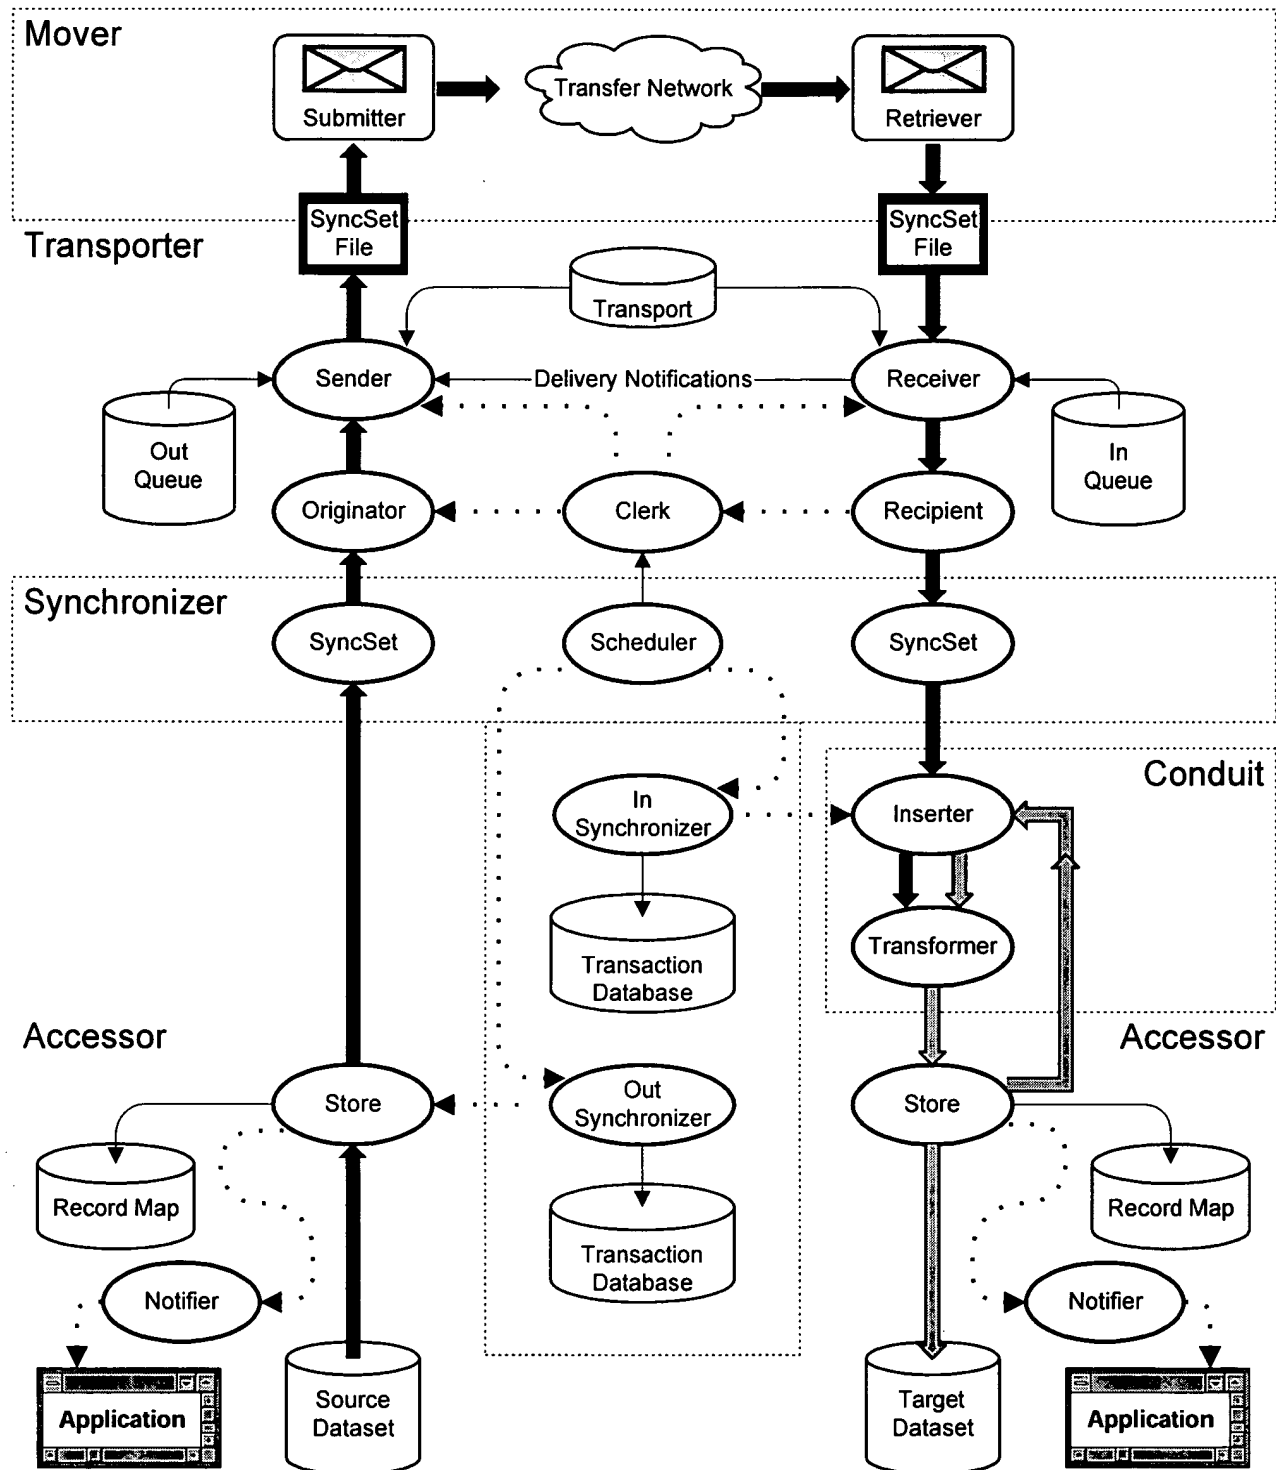 Mover
Submitter
Transfer Network
Retriever
SyncSet
File
SyncSet
File
Transporter
Transport
Sender
Delivery Notifications
Receiver
Out
Queue
In
Queue
Originator
Clerk
Recipient
Synchronizer
SyncSet
Scheduler
SyncSet
Conduit
In
Synchronizer
Inserter
Transformer
Transaction
Database
Accessor
Accessor
Store
Out
Synchronizer
Store
Record Map
Record Map
Transaction
Database
Notifier
Notifier
Application
Source
Dataset
Target
Dataset
Application